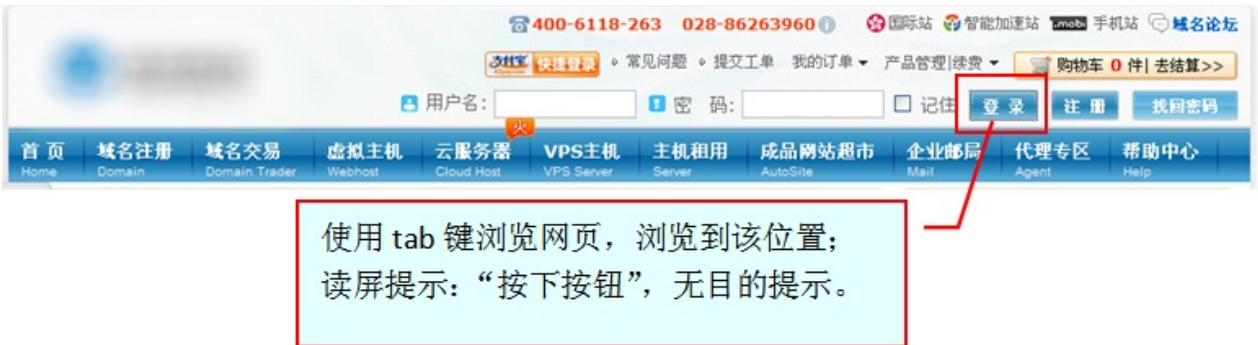 400-6118-263 028-86263960 国际站 智能加速站 .mobi 手机站 域名论坛
支付宝 快捷登录 常见问题 提交工单 我的订单 产品管理|续费 购物车 0 件| 去结算>>
用户名: 密 码: 记住 登 录 注 册 找回密码
火
首 页 域名注册 域名交易 虚拟主机 云服务器 VPS主机 主机租用 成品网站超市 企业邮局 代理专区 帮助中心
Home Domain Domain Trader Webhost Cloud Host VPS Server Server AutoSite Mail Agent Help
使用 tab 键浏览网页，浏览到该位置；
读屏提示：“按下按钮”，无目的提示。